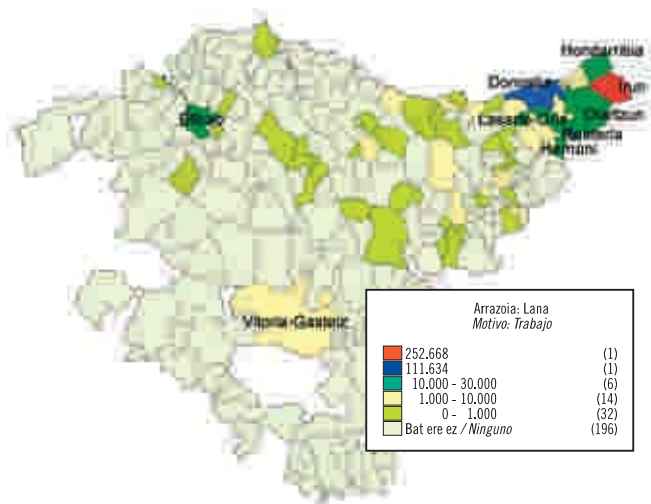 Hondarribia
Donostia
Irun
Oiartzun
Lasarte-Oria
Errenteria
Hernani
Bilbao
Vitoria-Gasteiz
Arrazoia: Lana
Motivo: Trabajo
252.668 (1)
111.634 (1)
10.000 - 30.000 (6)
1.000 - 10.000 (14)
0 - 1.000 (32)
Bat ere ez / Ninguno (196)